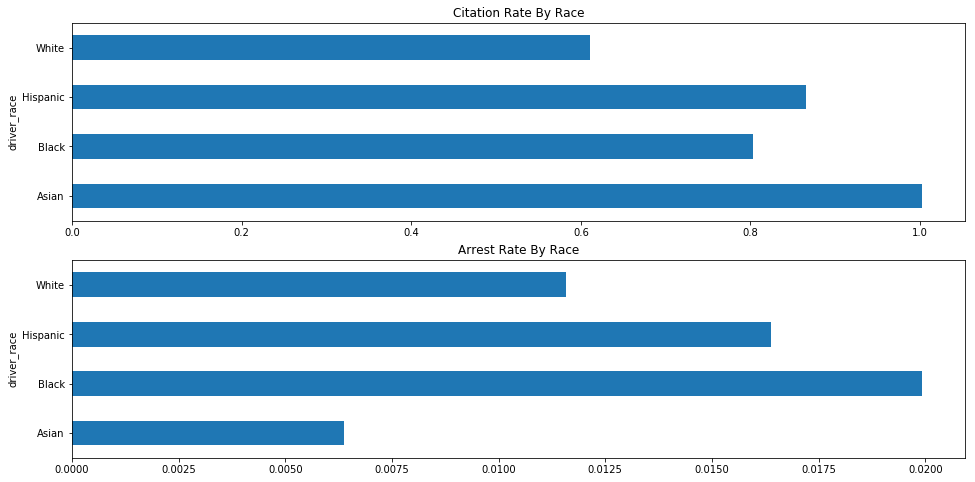 Citation Rate By Race
driver_race
White
Hispanic
Black
Asian
0.0 0.2 0.4 0.6 0.8 1.0
Arrest Rate By Race
driver_race
White
Hispanic
Black
Asian
0.0000 0.0025 0.0050 0.0075 0.0100 0.0125 0.0150 0.0175 0.0200